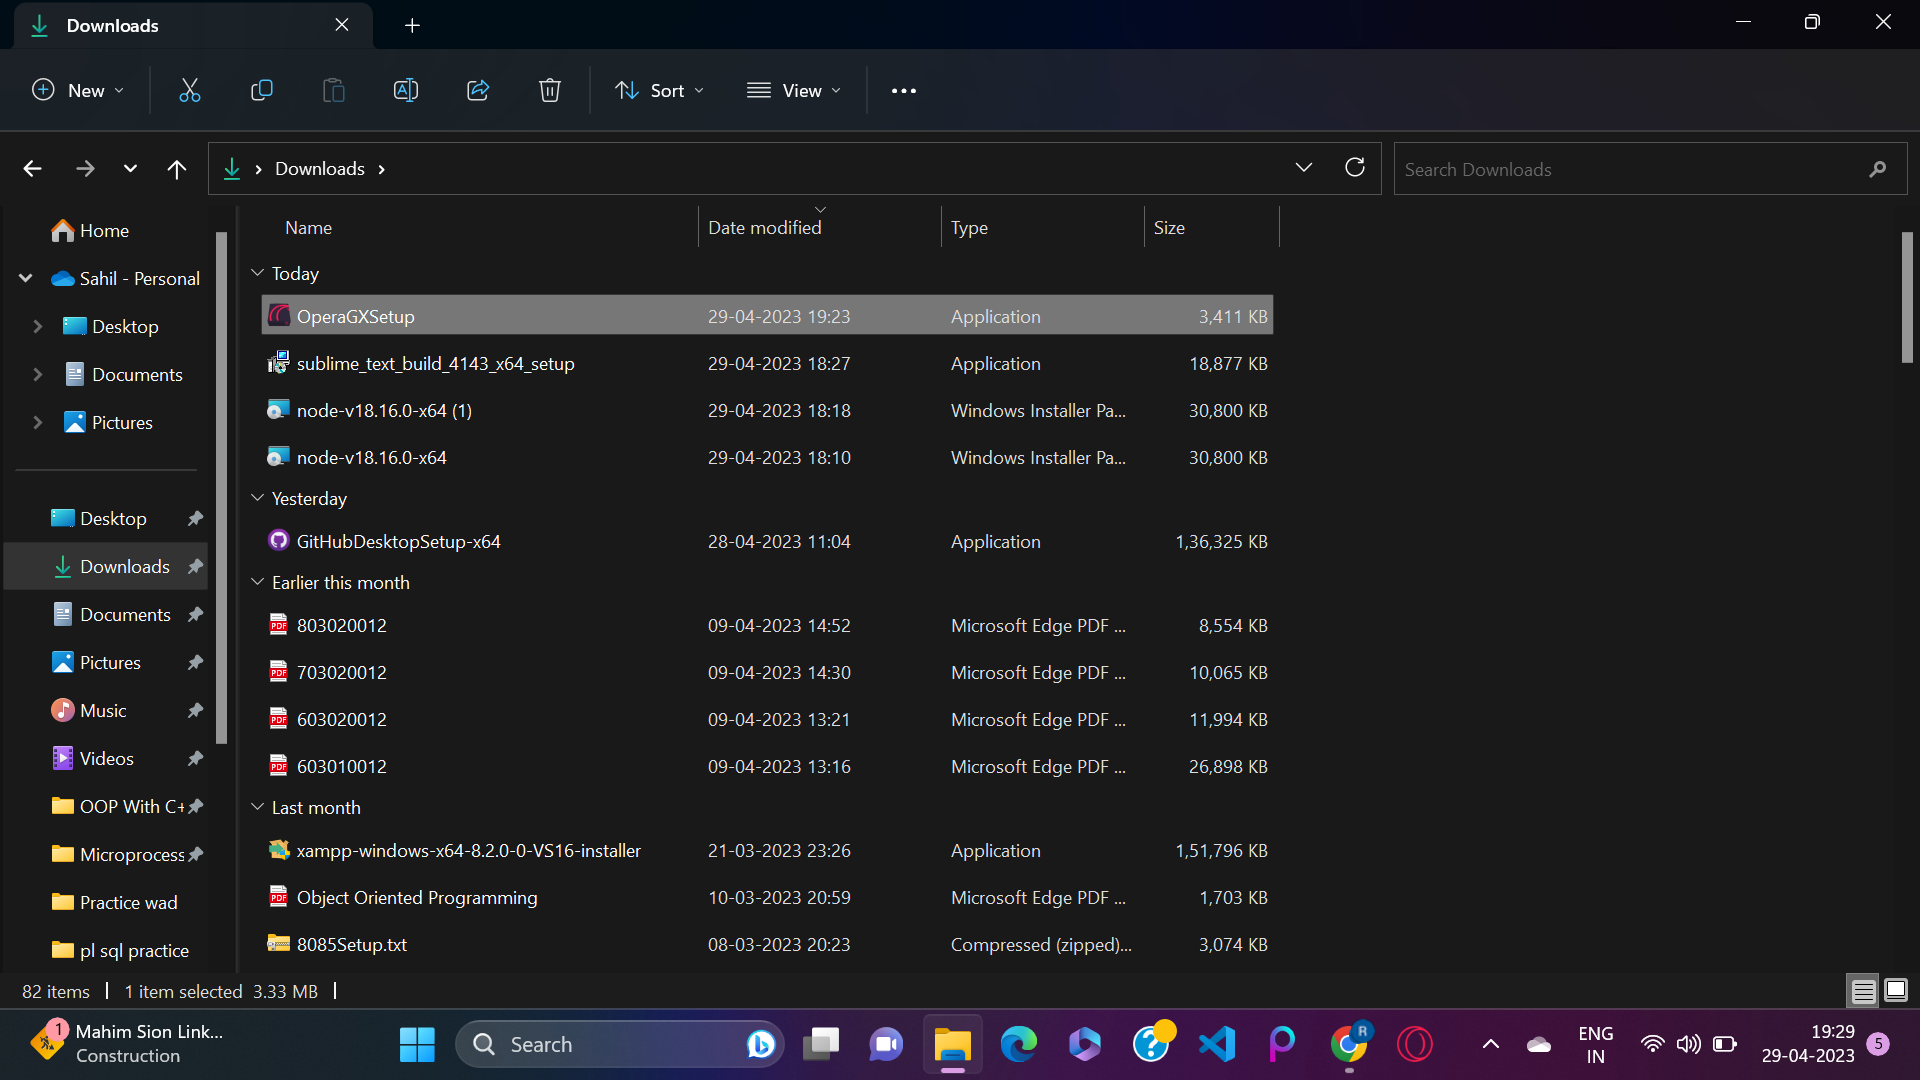 Downloads
New
Sort
View
Downloads
Search Downloads
Home
Sahil - Personal
Desktop
Documents
Pictures
Desktop
Downloads
Documents
Pictures
Music
Videos
OOP With C+
Microprocess
Practice wad
pl sql practice
Name Date modified Type Size
Today
OperaGXSetup 29-04-2023 19:23 Application 3,411 KB
sublime_text_build_4143_x64_setup 29-04-2023 18:27 Application 18,877 KB
node-v18.16.0-x64 (1) 29-04-2023 18:18 Windows Installer Pa... 30,800 KB
node-v18.16.0-x64 29-04-2023 18:10 Windows Installer Pa... 30,800 KB
Yesterday
GitHubDesktopSetup-x64 28-04-2023 11:04 Application 1,36,325 KB
Earlier this month
803020012 09-04-2023 14:52 Microsoft Edge PDF ... 8,554 KB
703020012 09-04-2023 14:30 Microsoft Edge PDF ... 10,065 KB
603020012 09-04-2023 13:21 Microsoft Edge PDF ... 11,994 KB
603010012 09-04-2023 13:16 Microsoft Edge PDF ... 26,898 KB
Last month
xampp-windows-x64-8.2.0-0-VS16-installer 21-03-2023 23:26 Application 1,51,796 KB
Object Oriented Programming 10-03-2023 20:59 Microsoft Edge PDF ... 1,703 KB
8085Setup.txt 08-03-2023 20:23 Compressed (zipped)... 3,074 KB
82 items 1 item selected 3.33 MB
1
Mahim Sion Link...
Construction
Search
R
ENG
IN
19:29
29-04-2023
5